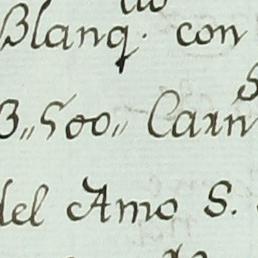 Blanq. con
3,,500,, Carn
del Amo S.